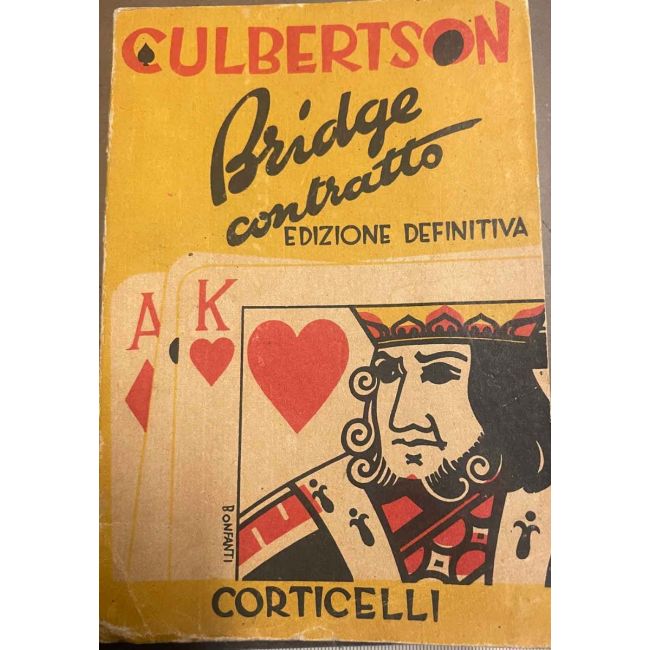 CULBERTSON
Bridge
contratto
EDIZIONE DEFINITIVA
A K
BONFANTI
CORTICELLI